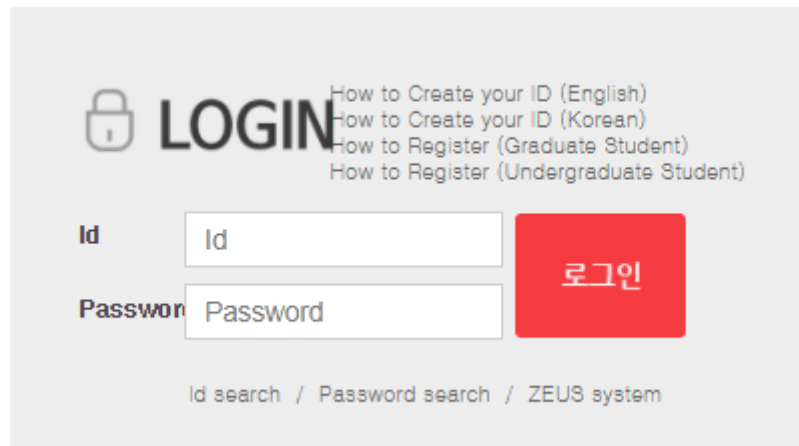 LOGIN
How to Create your ID (English)
How to Create your ID (Korean)
How to Register (Graduate Student)
How to Register (Undergraduate Student)
Id
Id
로그인
Passwor
Password
Id search / Password search / ZEUS system